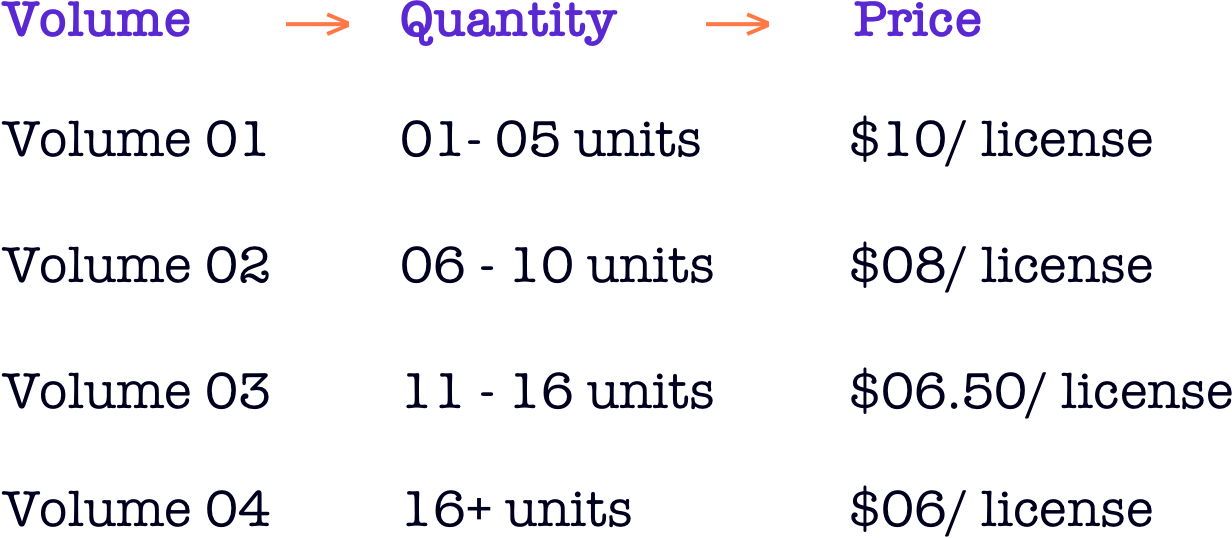 Volume → Quantity → Price
Volume 01 01- 05 units $10/ license
Volume 02 06 - 10 units $08/ license
Volume 03 11 - 16 units $06.50/ license
Volume 04 16+ units $06/ license